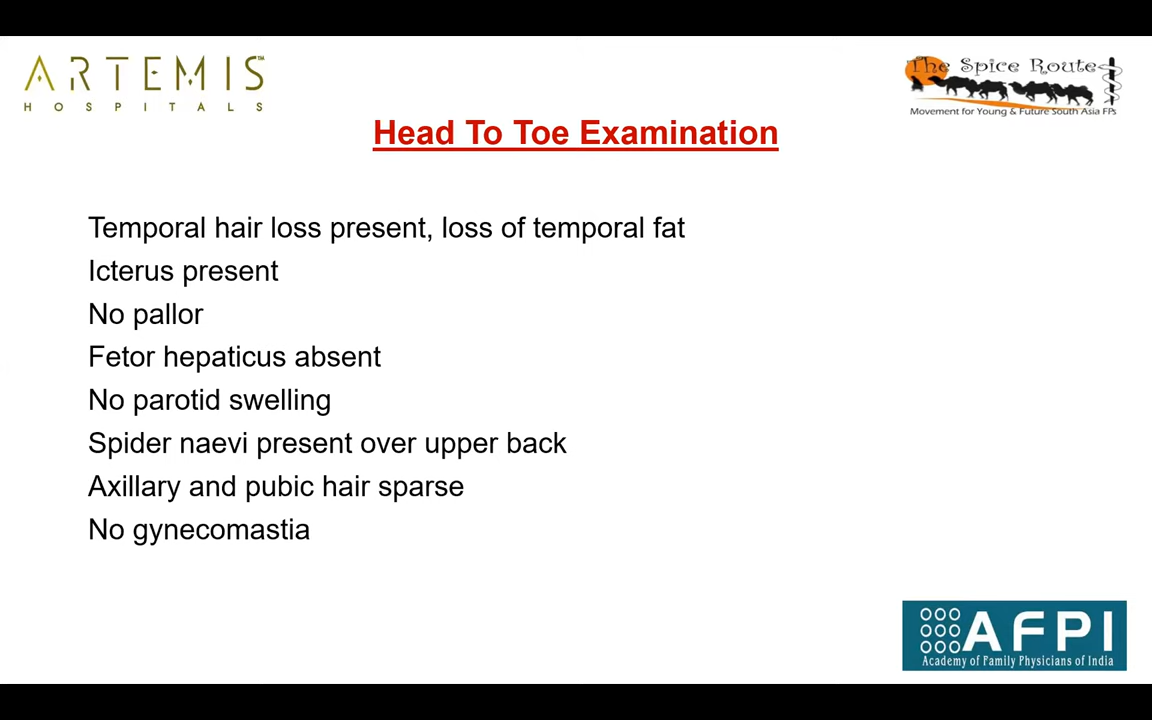 ARTEMIS™
HOSPITALS
The Spice Route
Movement for Young & Future South Asia FPs
Head To Toe Examination
Temporal hair loss present, loss of temporal fat
Icterus present
No pallor
Fetor hepaticus absent
No parotid swelling
Spider naevi present over upper back
Axillary and pubic hair sparse
No gynecomastia
AFPI
Academy of Family Physicians of India